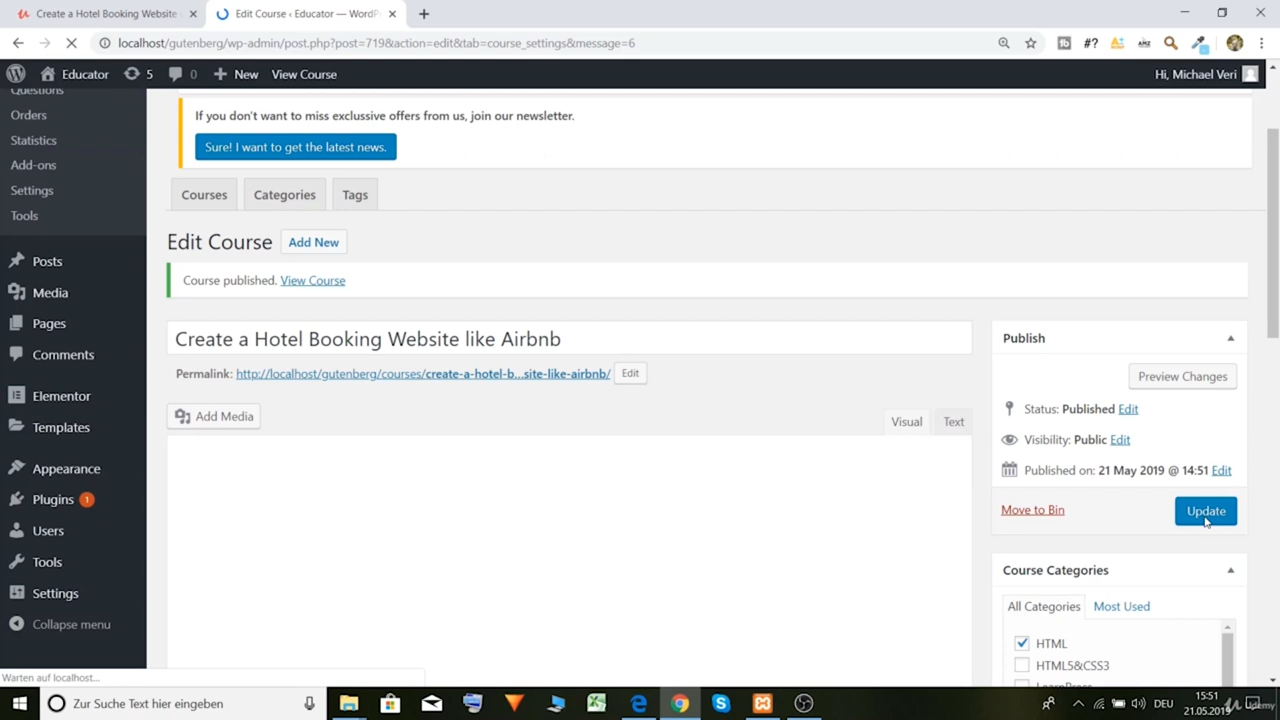 Create a Hotel Booking Website
Edit Course ‹ Educator — WordP
localhost/gutenberg/wp-admin/post.php?post=719&action=edit&tab=course_settings&message=6
#?
Educator
5
0
New
View Course
Hi, Michael Veri
Questions
Orders
Statistics
Add-ons
Settings
Tools
Posts
Media
Pages
Comments
Elementor
Templates
Appearance
Plugins 1
Users
Tools
Settings
Collapse menu
If you don't want to miss exclussive offers from us, join our newsletter.
Sure! I want to get the latest news.
Courses
Categories
Tags
Edit Course
Add New
Course published. View Course
Create a Hotel Booking Website like Airbnb
Permalink: http://localhost/gutenberg/courses/create-a-hotel-b...site-like-airbnb/ Edit
Add Media
Visual
Text
Publish
Preview Changes
Status: Published Edit
Visibility: Public Edit
Published on: 21 May 2019 @ 14:51 Edit
Move to Bin
Update
Course Categories
All Categories
Most Used
HTML
HTML5&CSS3
LearnPress
Warten auf localhost...
Zur Suche Text hier eingeben
DEU
15:51
21.05.2019
Udemy